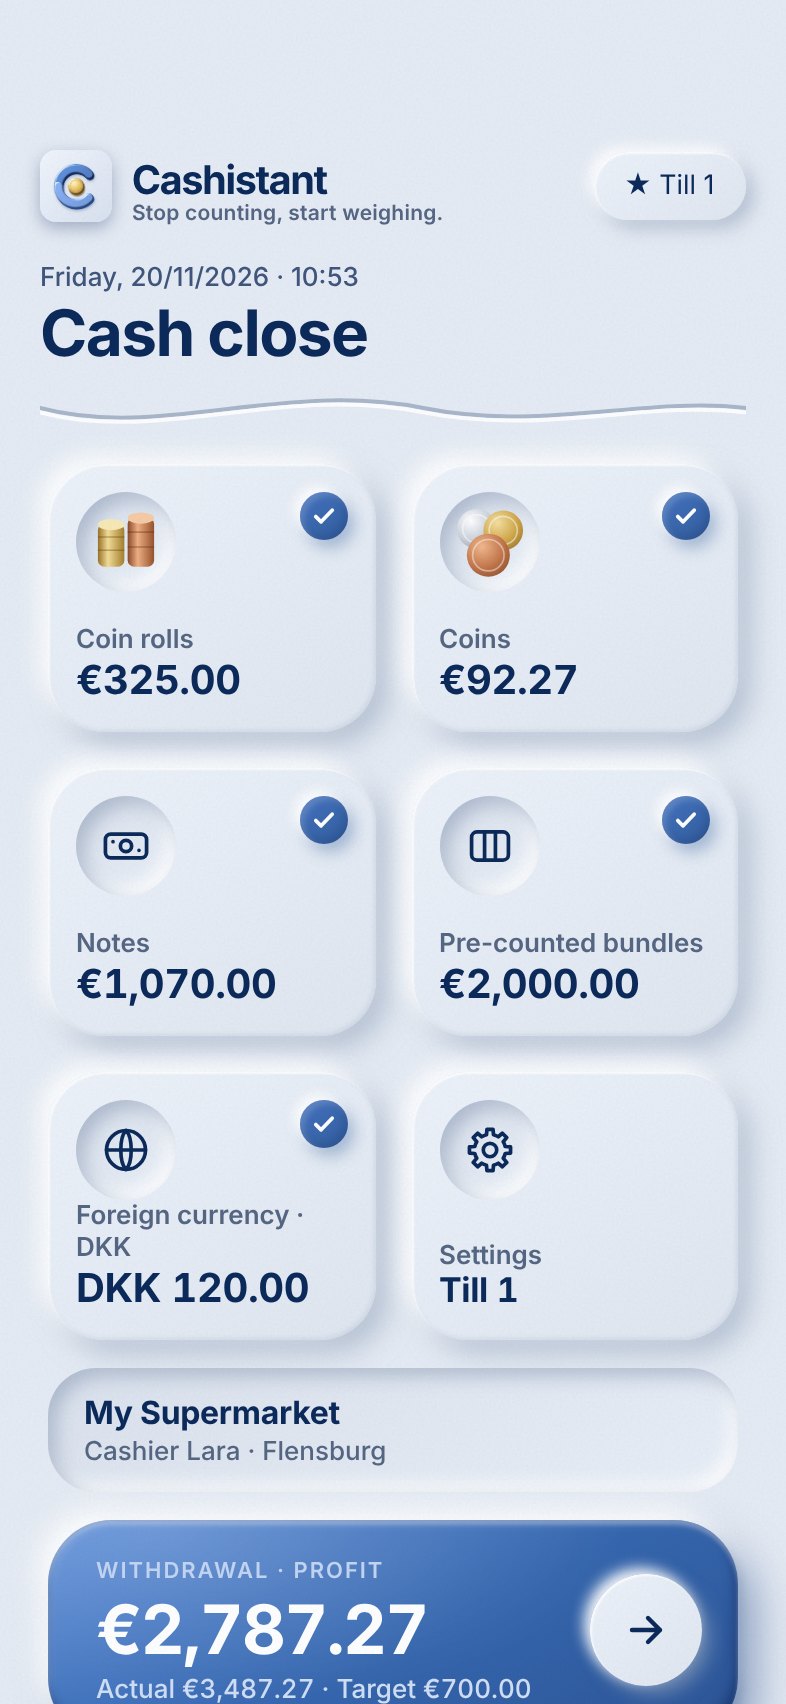 Cashistant
Stop counting, start weighing.
★ Till 1
Friday, 20/11/2026 · 10:53
Cash close
Coin rolls
€325.00
Coins
€92.27
Notes
€1,070.00
Pre-counted bundles
€2,000.00
Foreign currency ·
DKK
DKK 120.00
Settings
Till 1
My Supermarket
Cashier Lara · Flensburg
WITHDRAWAL · PROFIT
€2,787.27
Actual €3,487.27 · Target €700.00